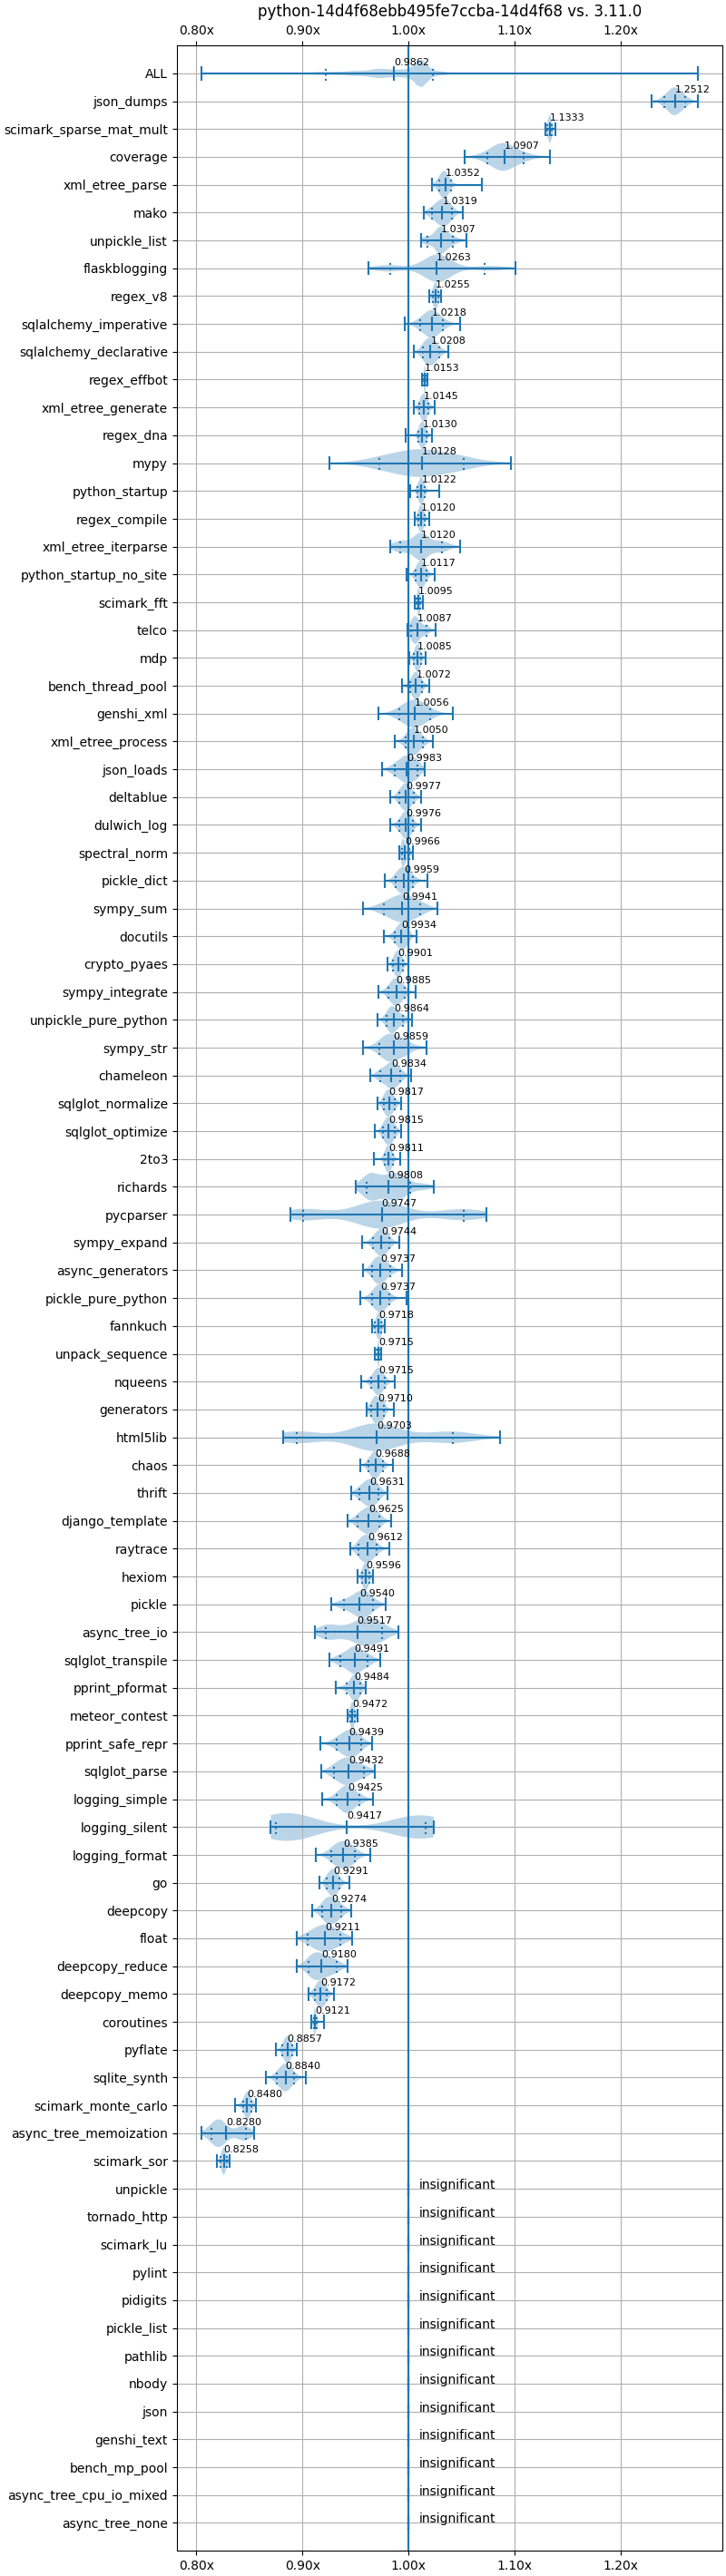 python-14d4f68ebb495fe7ccba-14d4f68 vs. 3.11.0
0.80x 0.90x 1.00x 1.10x 1.20x
ALL 0.9862
json_dumps 1.2512
scimark_sparse_mat_mult 1.1333
coverage 1.0907
xml_etree_parse 1.0352
mako 1.0319
unpickle_list 1.0307
flaskblogging 1.0263
regex_v8 1.0255
sqlalchemy_imperative 1.0218
sqlalchemy_declarative 1.0208
regex_effbot 1.0153
xml_etree_generate 1.0145
regex_dna 1.0130
mypy 1.0128
python_startup 1.0122
regex_compile 1.0120
xml_etree_iterparse 1.0120
python_startup_no_site 1.0117
scimark_fft 1.0095
telco 1.0087
mdp 1.0085
bench_thread_pool 1.0072
genshi_xml 1.0056
xml_etree_process 1.0050
json_loads 0.9983
deltablue 0.9977
dulwich_log 0.9976
spectral_norm 0.9966
pickle_dict 0.9959
sympy_sum 0.9941
docutils 0.9934
crypto_pyaes 0.9901
sympy_integrate 0.9885
unpickle_pure_python 0.9864
sympy_str 0.9859
chameleon 0.9834
sqlglot_normalize 0.9817
sqlglot_optimize 0.9815
2to3 0.9811
richards 0.9808
pycparser 0.9747
sympy_expand 0.9744
async_generators 0.9737
pickle_pure_python 0.9737
fannkuch 0.9718
unpack_sequence 0.9715
nqueens 0.9715
generators 0.9710
html5lib 0.9703
chaos 0.9688
thrift 0.9631
django_template 0.9625
raytrace 0.9612
hexiom 0.9596
pickle 0.9540
async_tree_io 0.9517
sqlglot_transpile 0.9491
pprint_pformat 0.9484
meteor_contest 0.9472
pprint_safe_repr 0.9439
sqlglot_parse 0.9432
logging_simple 0.9425
logging_silent 0.9417
logging_format 0.9385
go 0.9291
deepcopy 0.9274
float 0.9211
deepcopy_reduce 0.9180
deepcopy_memo 0.9172
coroutines 0.9121
pyflate 0.8857
sqlite_synth 0.8840
scimark_monte_carlo 0.8480
async_tree_memoization 0.8280
scimark_sor 0.8258
unpickle insignificant
tornado_http insignificant
scimark_lu insignificant
pylint insignificant
pidigits insignificant
pickle_list insignificant
pathlib insignificant
nbody insignificant
json insignificant
genshi_text insignificant
bench_mp_pool insignificant
async_tree_cpu_io_mixed insignificant
async_tree_none insignificant
0.80x 0.90x 1.00x 1.10x 1.20x